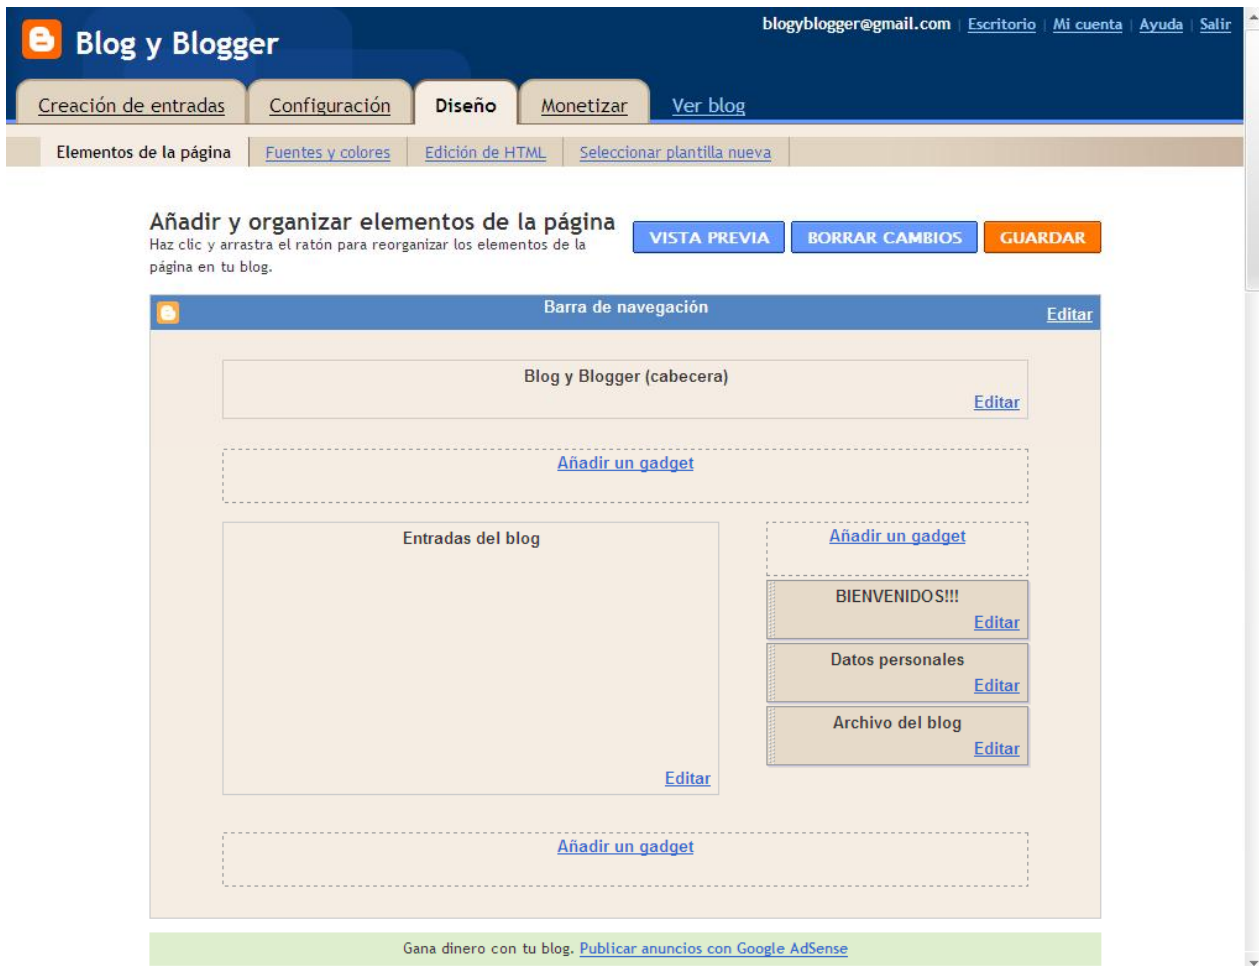 blogyblogger@gmail.com | Escritorio | Mi cuenta | Ayuda | Salir
Blog y Blogger
Creación de entradas Configuración Diseño Monetizar Ver blog
Elementos de la página Fuentes y colores Edición de HTML Seleccionar plantilla nueva
Añadir y organizar elementos de la página
Haz clic y arrastra el ratón para reorganizar los elementos de la
página en tu blog.
VISTA PREVIA BORRAR CAMBIOS GUARDAR
Barra de navegación
Editar
Blog y Blogger (cabecera)
Editar
Añadir un gadget
Entradas del blog
Editar
Añadir un gadget
BIENVENIDOS!!!
Editar
Datos personales
Editar
Archivo del blog
Editar
Añadir un gadget
Gana dinero con tu blog. Publicar anuncios con Google AdSense